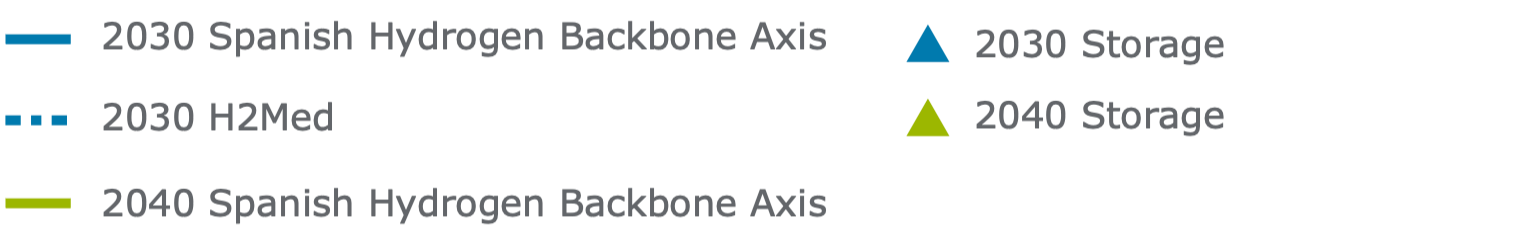 2030 Spanish Hydrogen Backbone Axis
2030 H2Med
2040 Spanish Hydrogen Backbone Axis
2030 Storage
2040 Storage